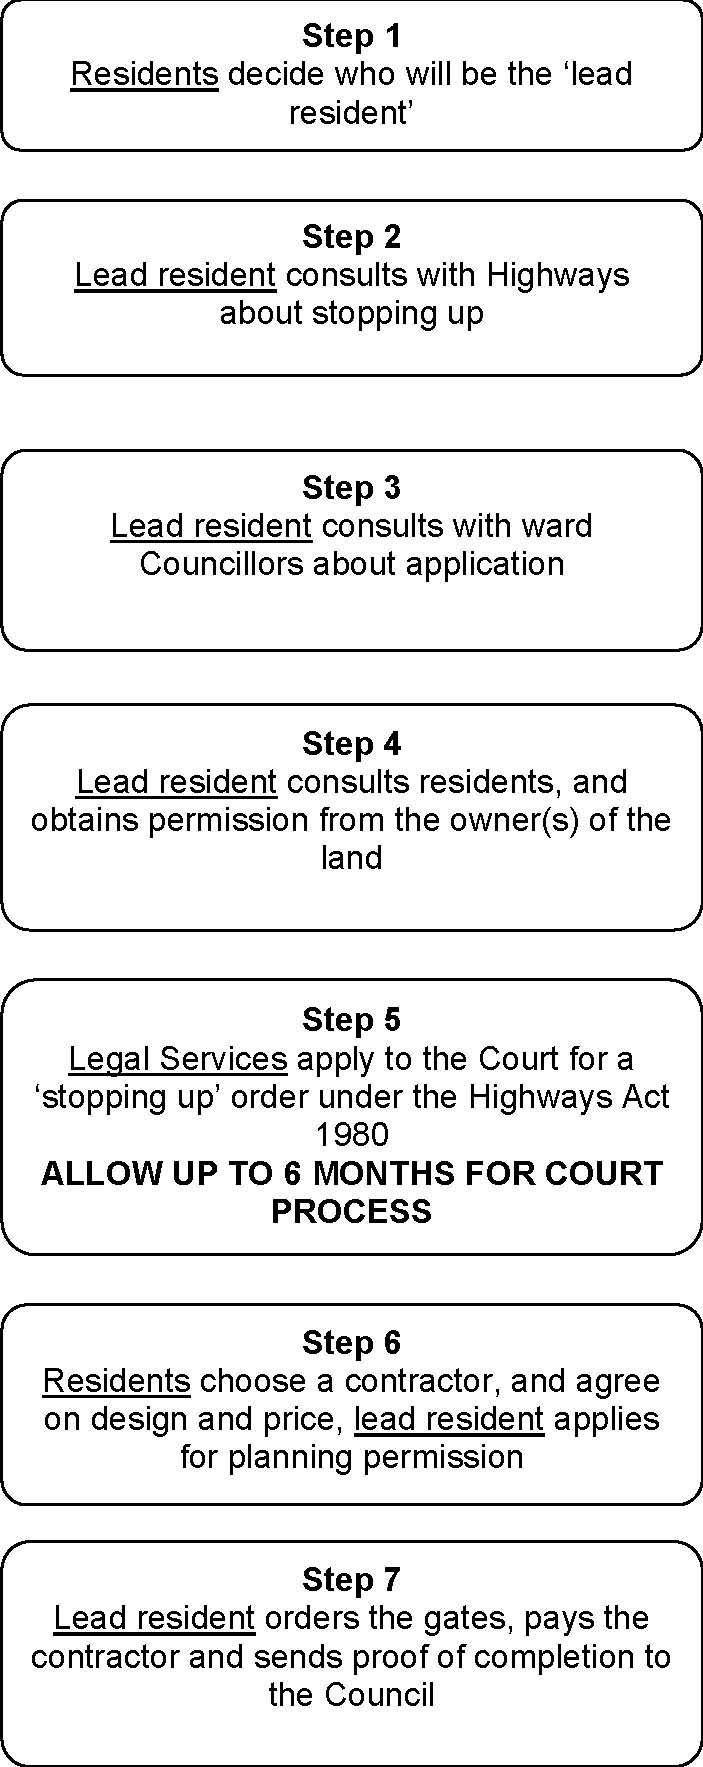 Step 1
Residents decide who will be the ‘lead
resident’
Step 2
Lead resident consults with Highways
about stopping up
Step 3
Lead resident consults with ward
Councillors about application
Step 4
Lead resident consults residents, and
obtains permission from the owner(s) of the
land
Step 5
Legal Services apply to the Court for a
‘stopping up’ order under the Highways Act
1980
ALLOW UP TO 6 MONTHS FOR COURT
PROCESS
Step 6
Residents choose a contractor, and agree
on design and price, lead resident applies
for planning permission
Step 7
Lead resident orders the gates, pays the
contractor and sends proof of completion to
the Council